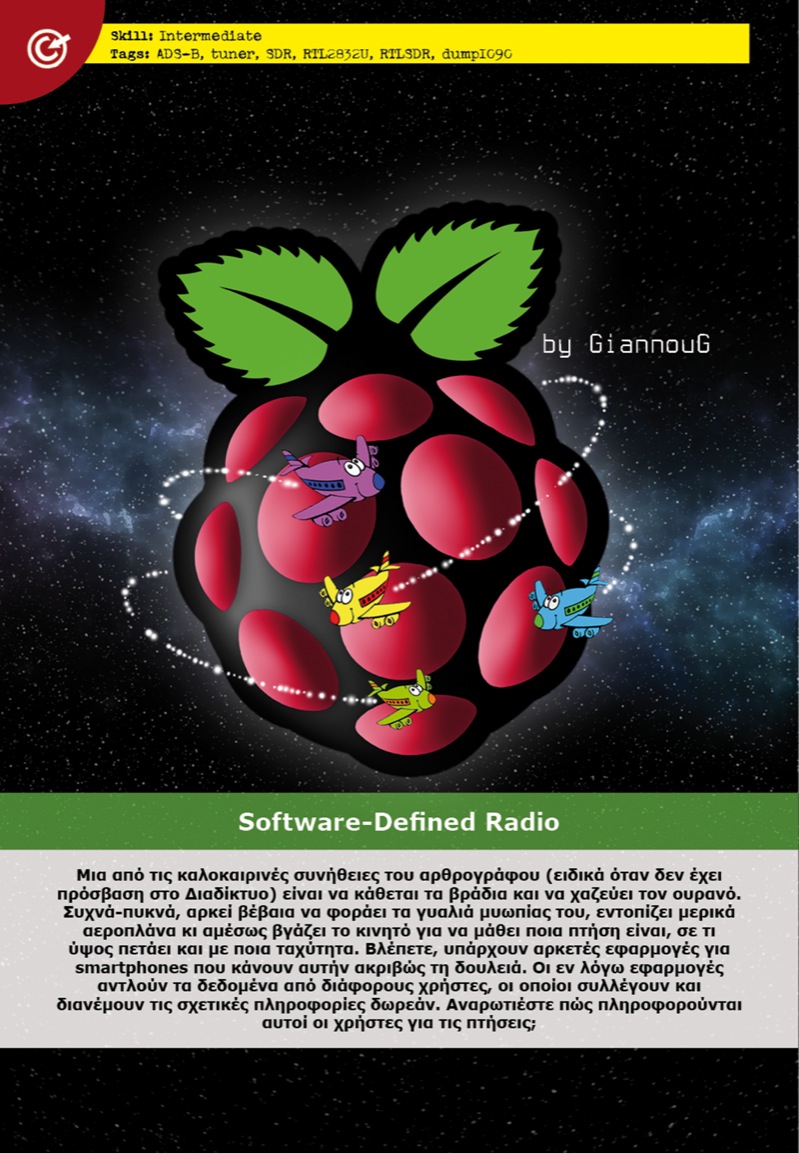 Skill: Intermediate
Tags: ADS-B, tuner, SDR, RTL2832U, RTLSDR, dump1090
by GiannouG
Software-Defined Radio
Μια από τις καλοκαιρινές συνήθειες του αρθρογράφου (ειδικά όταν δεν έχει
πρόσβαση στο Διαδίκτυο) είναι να κάθεται τα βράδια και να χαζεύει τον ουρανό.
Συχνά-πυκνά, αρκεί βέβαια να φοράει τα γυαλιά μυωπίας του, εντοπίζει μερικά
αεροπλάνα κι αμέσως βγάζει το κινητό για να μάθει ποια πτήση είναι, σε τι
ύψος πετάει και με ποια ταχύτητα. Βλέπετε, υπάρχουν αρκετές εφαρμογές για
smartphones που κάνουν αυτήν ακριβώς τη δουλειά. Οι εν λόγω εφαρμογές
αντλούν τα δεδομένα από διάφορους χρήστες, οι οποίοι συλλέγουν και
διανέμουν τις σχετικές πληροφορίες δωρεάν. Αναρωτιέστε πώς πληροφορούνται
αυτοί οι χρήστες για τις πτήσεις;